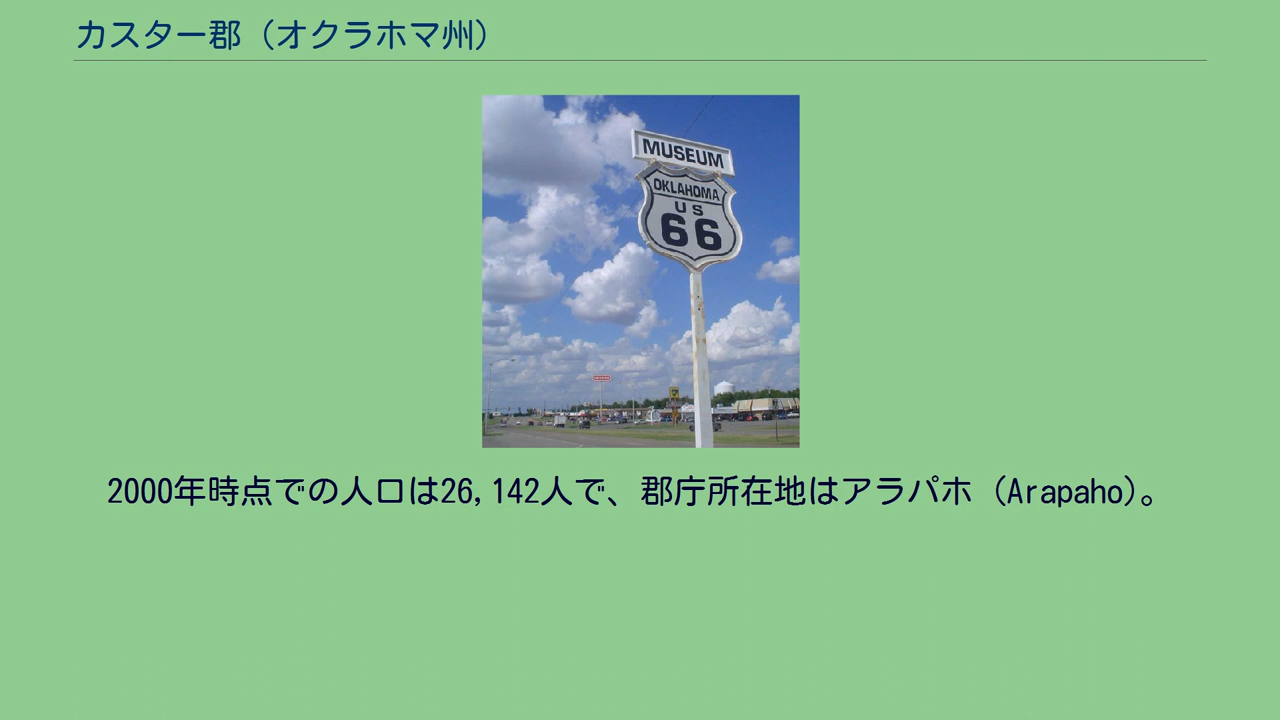 カスター郡（オクラホマ州）
MUSEUM
OKLAHOMA
US
66
2000年時点での人口は26,142人で、郡庁所在地はアラパホ（Arapaho）。